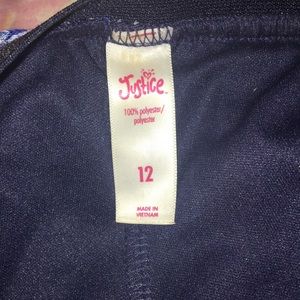 Justice
100% polyester/
polyester
12
MADE IN
VIETNAM